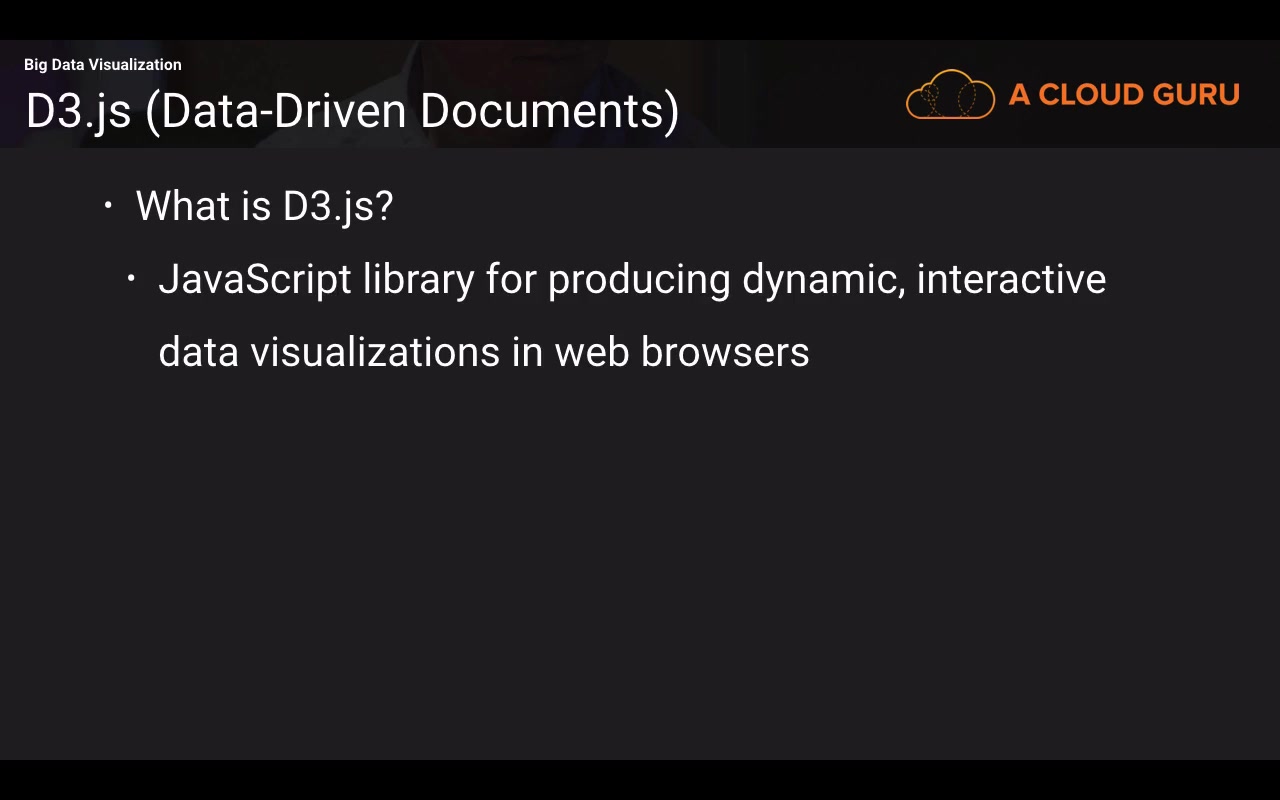 Big Data Visualization
D3.js (Data-Driven Documents)
A CLOUD GURU
• What is D3.js?
• JavaScript library for producing dynamic, interactive
data visualizations in web browsers